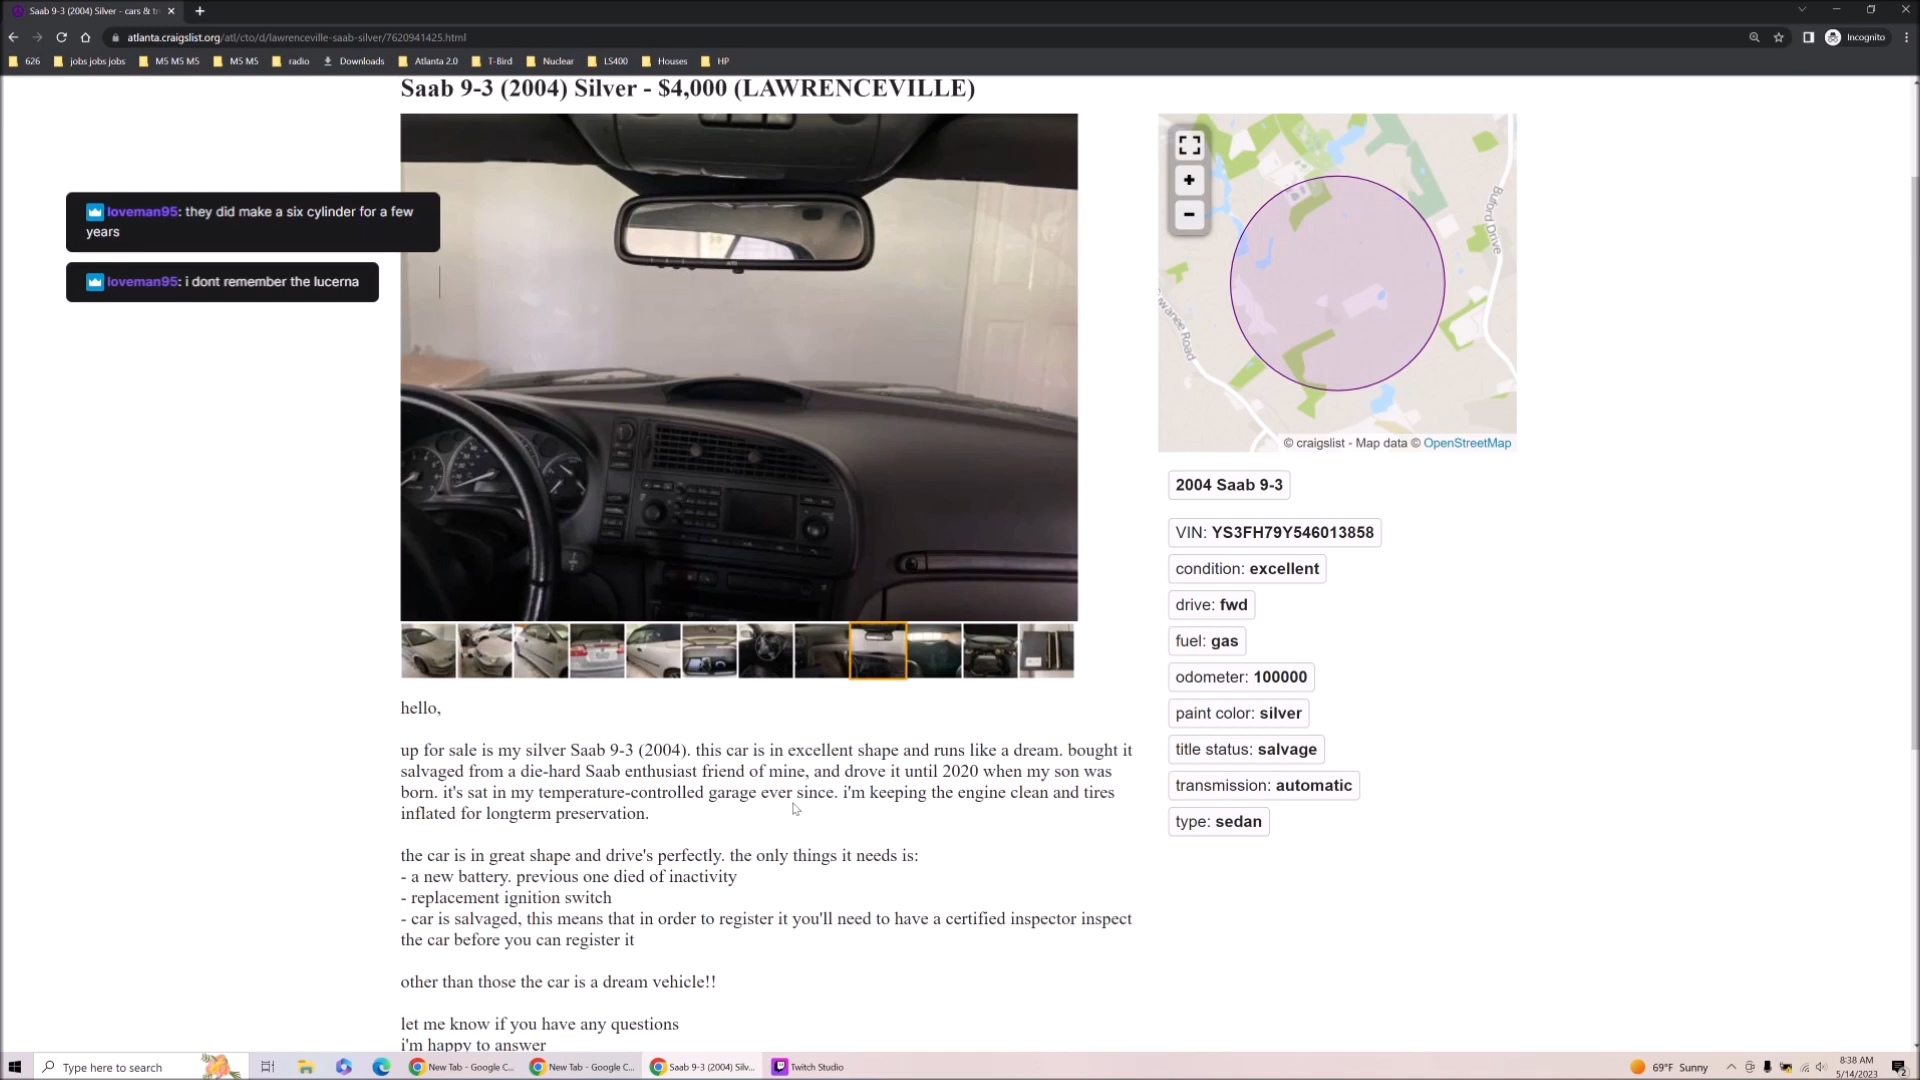 Saab 9-3 (2004) Silver - cars & tr
atlanta.craigslist.org/atl/cto/d/lawrenceville-saab-silver/7620941425.html
Incognito
626 jobs jobs jobs M5 M5 M5 M5 M5 radio Downloads Atlanta 2.0 T-Bird Nuclear LS400 Houses HP
Saab 9-3 (2004) Silver - $4,000 (LAWRENCEVILLE)
loveman95: they did make a six cylinder for a few
years
loveman95: i dont remember the lucerna
+
−
Buford Drive
wanee Road
© craigslist - Map data © OpenStreetMap
2004 Saab 9-3
VIN: YS3FH79Y546013858
condition: excellent
drive: fwd
fuel: gas
odometer: 100000
paint color: silver
title status: salvage
transmission: automatic
type: sedan
hello,
up for sale is my silver Saab 9-3 (2004). this car is in excellent shape and runs like a dream. bought it
salvaged from a die-hard Saab enthusiast friend of mine, and drove it until 2020 when my son was
born. it's sat in my temperature-controlled garage ever since. i'm keeping the engine clean and tires
inflated for longterm preservation.
the car is in great shape and drive's perfectly. the only things it needs is:
- a new battery. previous one died of inactivity
- replacement ignition switch
- car is salvaged, this means that in order to register it you'll need to have a certified inspector inspect
the car before you can register it
other than those the car is a dream vehicle!!
let me know if you have any questions
i'm happy to answer
Type here to search
New Tab - Google C...
New Tab - Google C...
Saab 9-3 (2004) Silv...
Twitch Studio
69°F Sunny
8:38 AM
5/14/2023
2